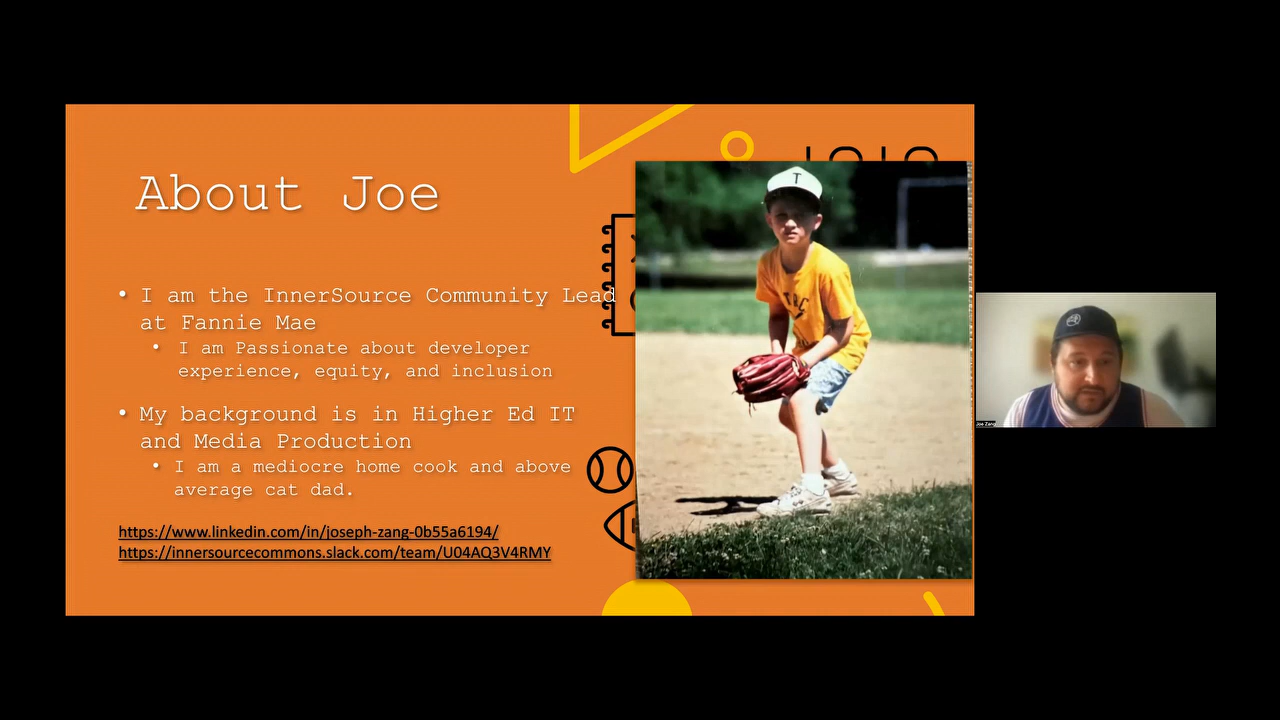 About Joe
• I am the InnerSource Community Lead
at Fannie Mae
• I am Passionate about developer
experience, equity, and inclusion
• My background is in Higher Ed IT
and Media Production
• I am a mediocre home cook and above
average cat dad.
https://www.linkedin.com/in/joseph-zang-0b55a6194/
https://innersourcecommons.slack.com/team/U04AQ3V4RMY
T
Joe Zang